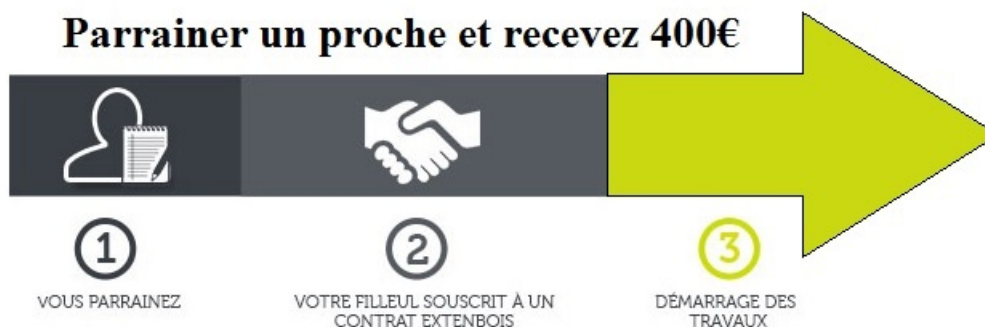 Parrainer un proche et recevez 400€
1
2
3
VOUS PARRAINEZ
VOTRE FILLEUL SOUSCRIT À UN
CONTRAT EXTENBOIS
DÉMARRAGE DES
TRAVAUX